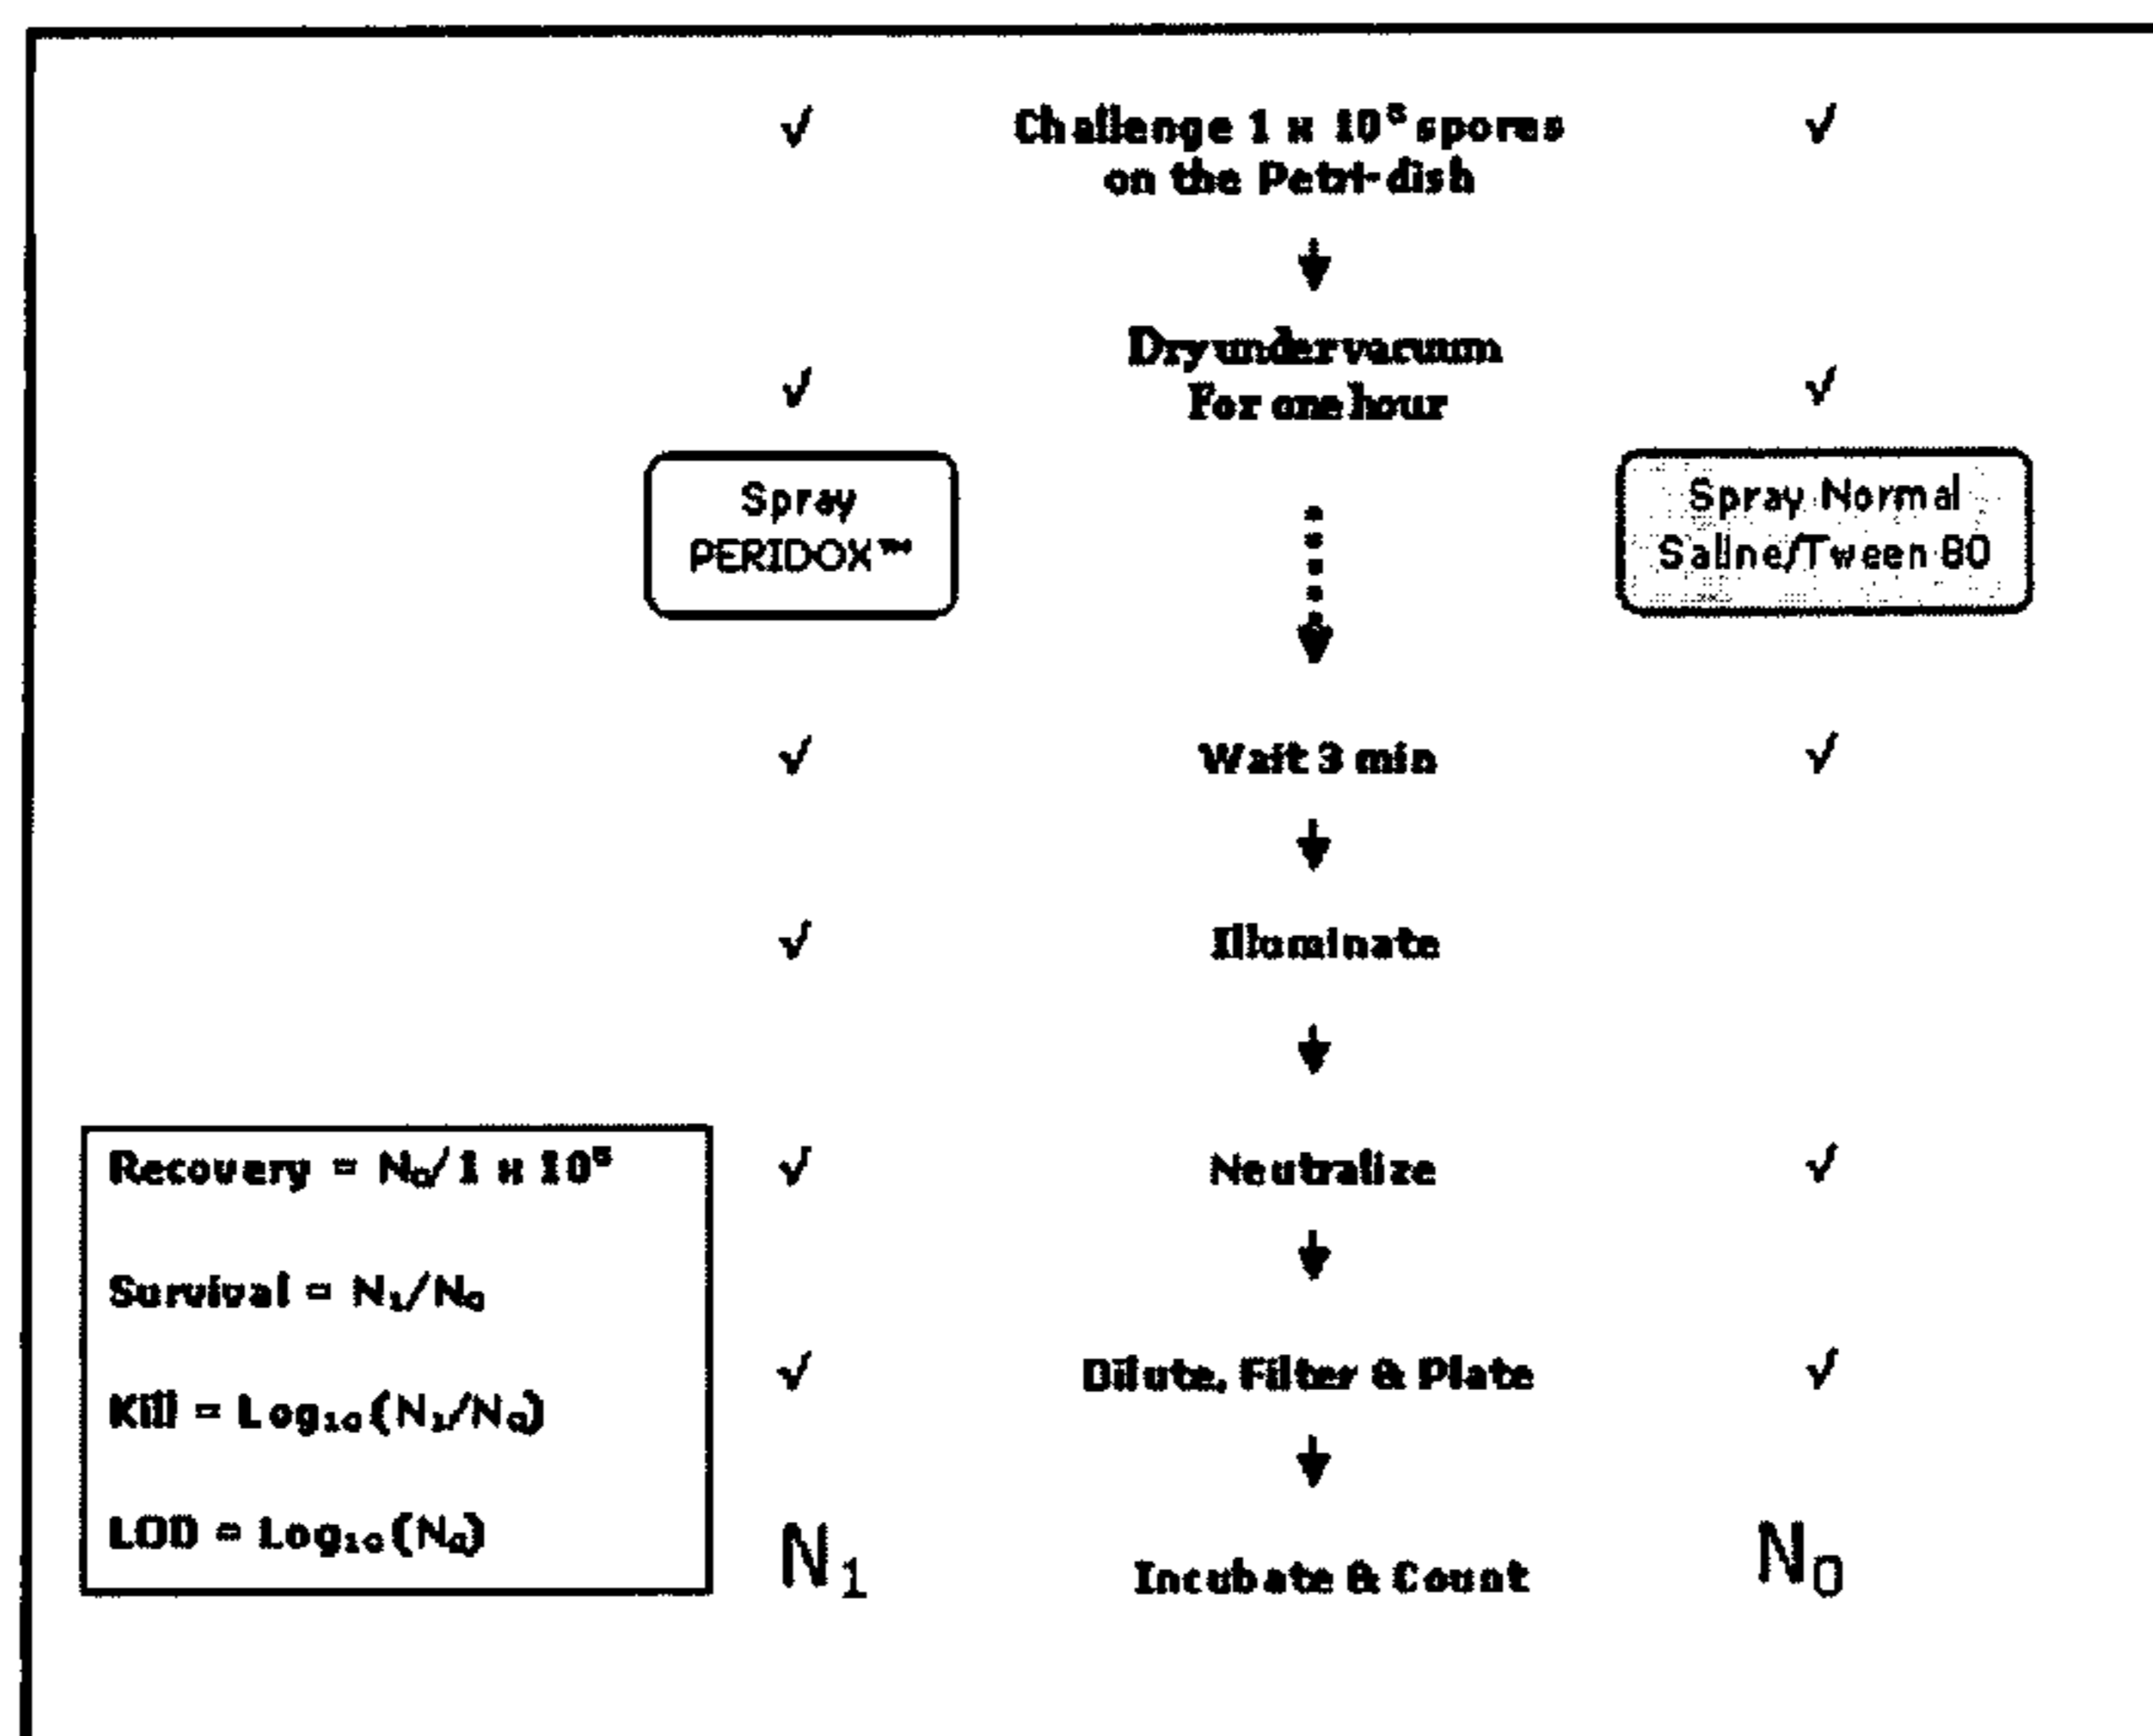 Challenge 1 x 10⁵ spores
on the Petri-dish
Dry under vacuum
For one hour
Spray
PERIDOX™
Spray Normal
Saline/Tween 80
Wait 3 min
Illuminate
Neutralize
Dilute, Filter & Plate
Incubate & Count
Recovery = N₀/1 x 10⁵
Survival = N₁/N₀
Kill = Log₁₀(N₁/N₀)
LOD = Log₁₀(N₀)
N₁
N₀